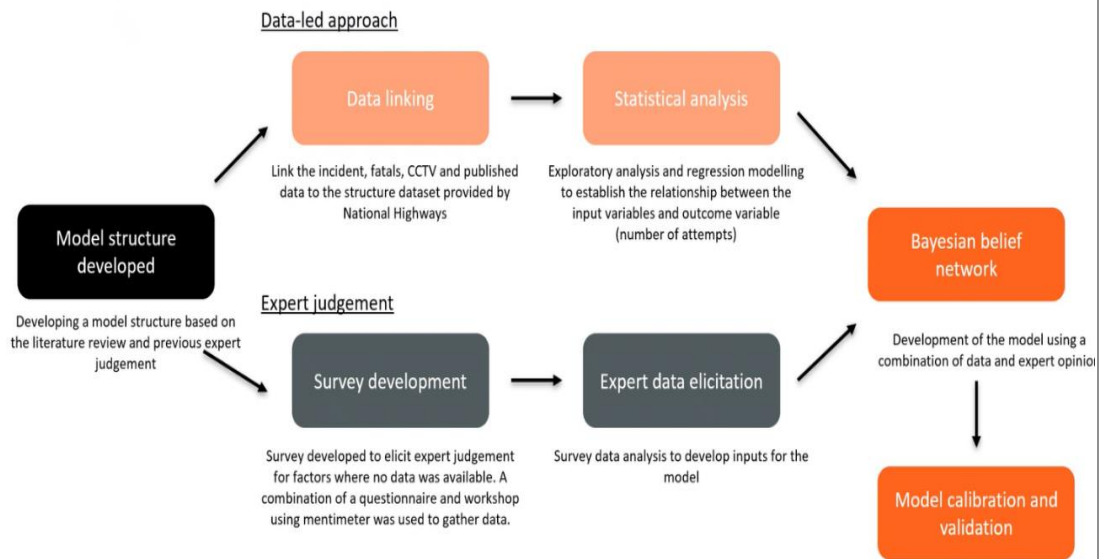 Data-led approach
Data linking
Statistical analysis
Link the incident, fatals, CCTV and published
data to the structure dataset provided by
National Highways
Exploratory analysis and regression modelling
to establish the relationship between the
input variables and outcome variable
(number of attempts)
Model structure
developed
Developing a model structure based on
the literature review and previous expert
judgement
Bayesian belief
network
Development of the model using a
combination of data and expert opinion
Expert judgement
Survey development
Expert data elicitation
Survey developed to elicit expert judgement
for factors where no data was available. A
combination of a questionnaire and workshop
using mentimeter was used to gather data.
Survey data analysis to develop inputs for the
model
Model calibration and
validation